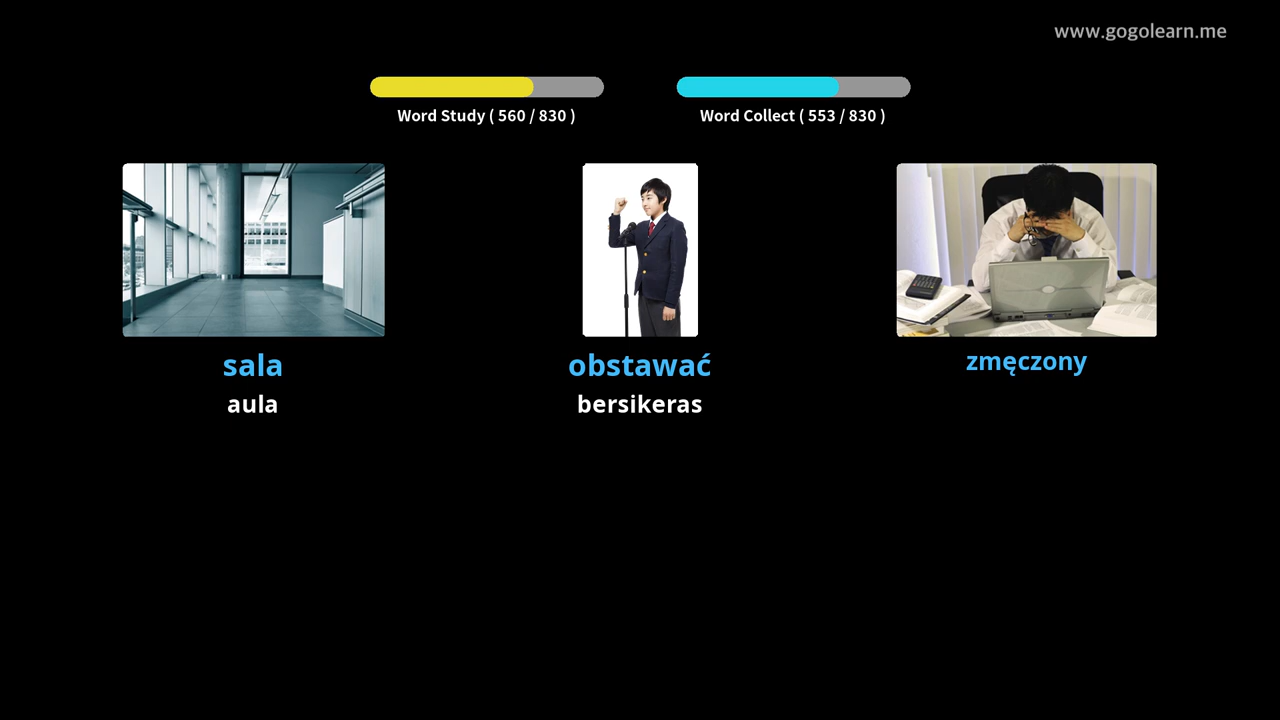 www.gogolearn.me
Word Study ( 560 / 830 )
Word Collect ( 553 / 830 )
sala
obstawać
zmęczony
aula
bersikeras